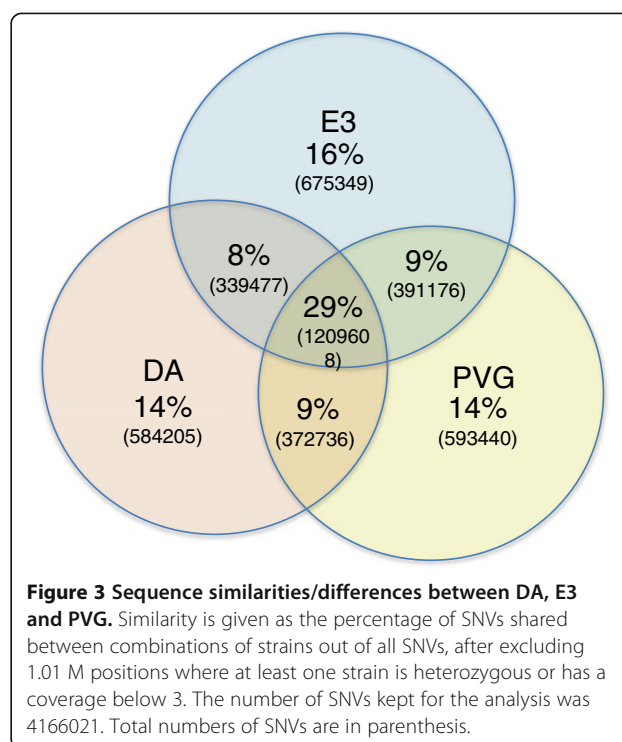 E3
16%
(675349)
8%
(339477)
9%
(391176)
29%
(120960
8)
DA
14%
(584205)
9%
(372736)
PVG
14%
(593440)
Figure 3 Sequence similarities/differences between DA, E3
and PVG. Similarity is given as the percentage of SNVs shared
between combinations of strains out of all SNVs, after excluding
1.01 M positions where at least one strain is heterozygous or has a
coverage below 3. The number of SNVs kept for the analysis was
4166021. Total numbers of SNVs are in parenthesis.